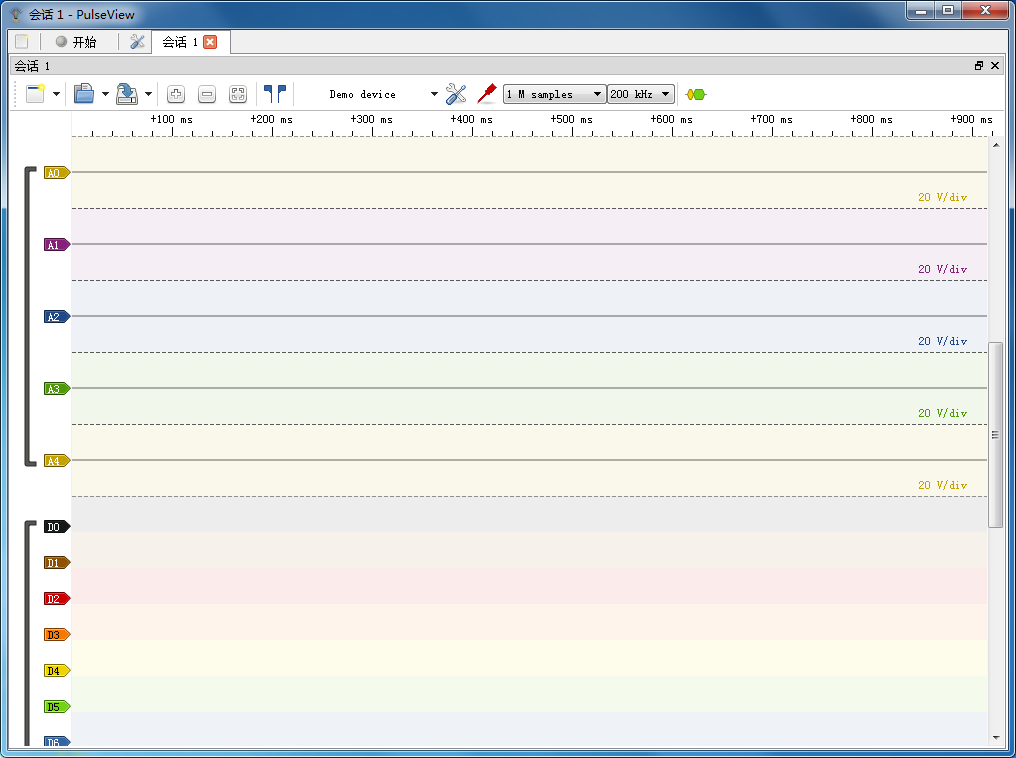 会话 1 - PulseView
开始
会话 1
会话 1
Demo device
1 M samples
200 kHz
+100 ms +200 ms +300 ms +400 ms +500 ms +600 ms +700 ms +800 ms +900 ms
A0
20 V/div
A1
20 V/div
A2
20 V/div
A3
20 V/div
A4
20 V/div
D0
D1
D2
D3
D4
D5
D6